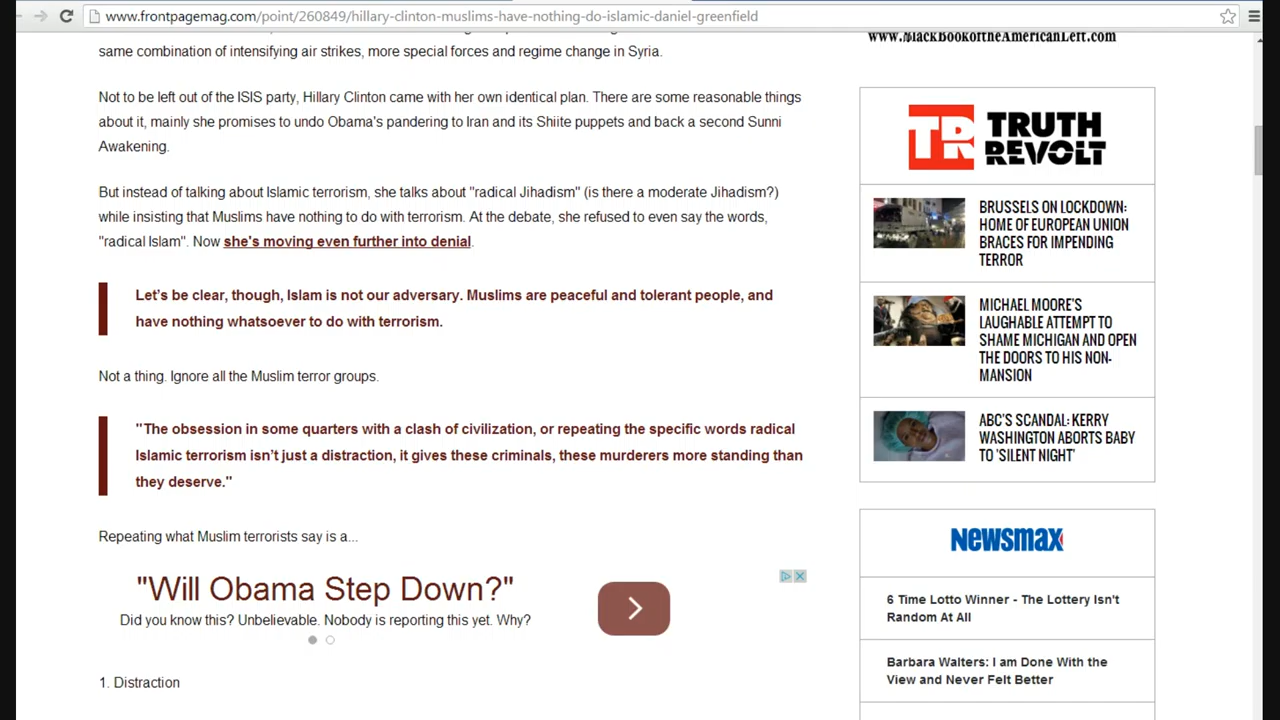 www.frontpagemag.com/point/260849/hillary-clinton-muslims-have-nothing-do-islamic-daniel-greenfield
same combination of intensifying air strikes, more special forces and regime change in Syria.
Not to be left out of the ISIS party, Hillary Clinton came with her own identical plan. There are some reasonable things
about it, mainly she promises to undo Obama's pandering to Iran and its Shiite puppets and back a second Sunni
Awakening.
But instead of talking about Islamic terrorism, she talks about "radical Jihadism" (is there a moderate Jihadism?)
while insisting that Muslims have nothing to do with terrorism. At the debate, she refused to even say the words,
"radical Islam". Now she's moving even further into denial.
Let's be clear, though, Islam is not our adversary. Muslims are peaceful and tolerant people, and
have nothing whatsoever to do with terrorism.
Not a thing. Ignore all the Muslim terror groups.
"The obsession in some quarters with a clash of civilization, or repeating the specific words radical
Islamic terrorism isn't just a distraction, it gives these criminals, these murderers more standing than
they deserve."
Repeating what Muslim terrorists say is a...
"Will Obama Step Down?"
Did you know this? Unbelievable. Nobody is reporting this yet. Why?
1. Distraction
www.BlackBookoftheAmericanLeft.com
TR
TRUTH
REVOLT
BRUSSELS ON LOCKDOWN:
HOME OF EUROPEAN UNION
BRACES FOR IMPENDING
TERROR
MICHAEL MOORE'S
LAUGHABLE ATTEMPT TO
SHAME MICHIGAN AND OPEN
THE DOORS TO HIS NON-
MANSION
ABC'S SCANDAL: KERRY
WASHINGTON ABORTS BABY
TO 'SILENT NIGHT'
Newsmax
6 Time Lotto Winner - The Lottery Isn't
Random At All
Barbara Walters: I am Done With the
View and Never Felt Better